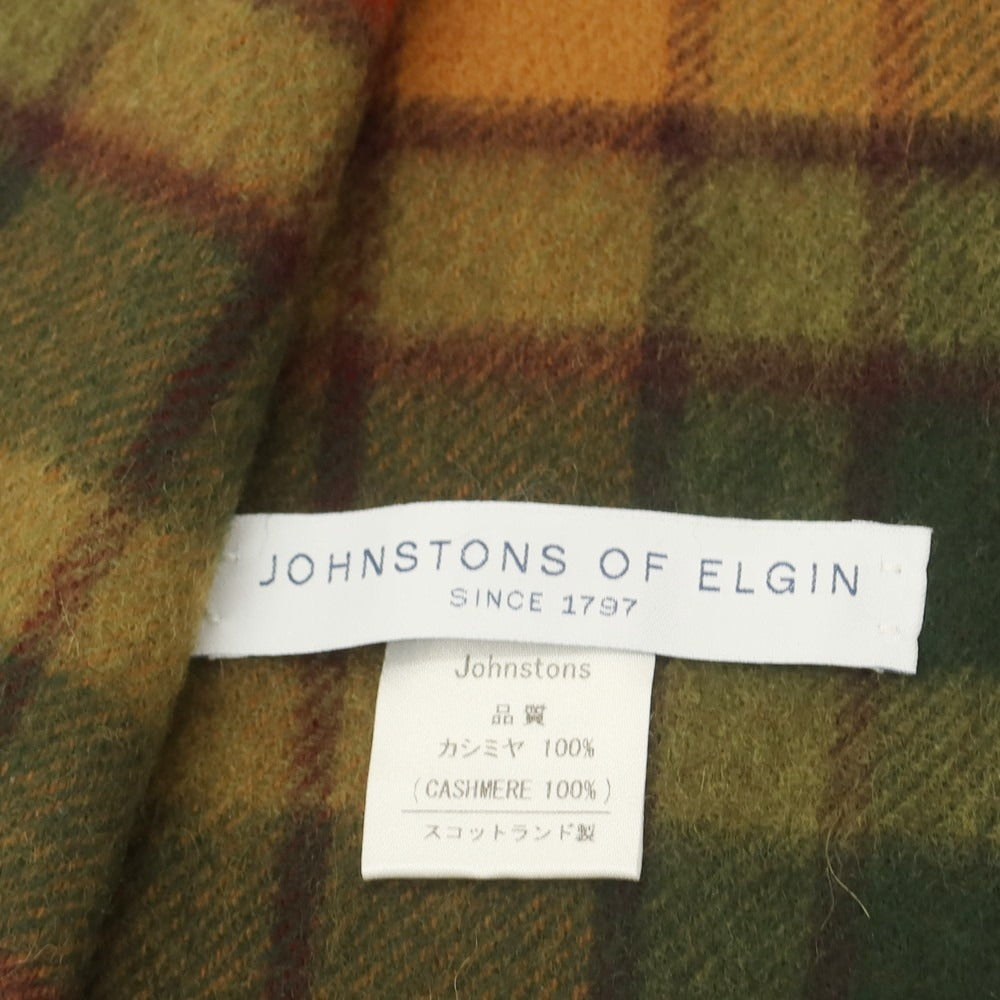 JOHNSTONS OF ELGIN
SINCE 1797
Johnstons
品質
カシミヤ 100%
(CASHMERE 100%)
スコットランド製